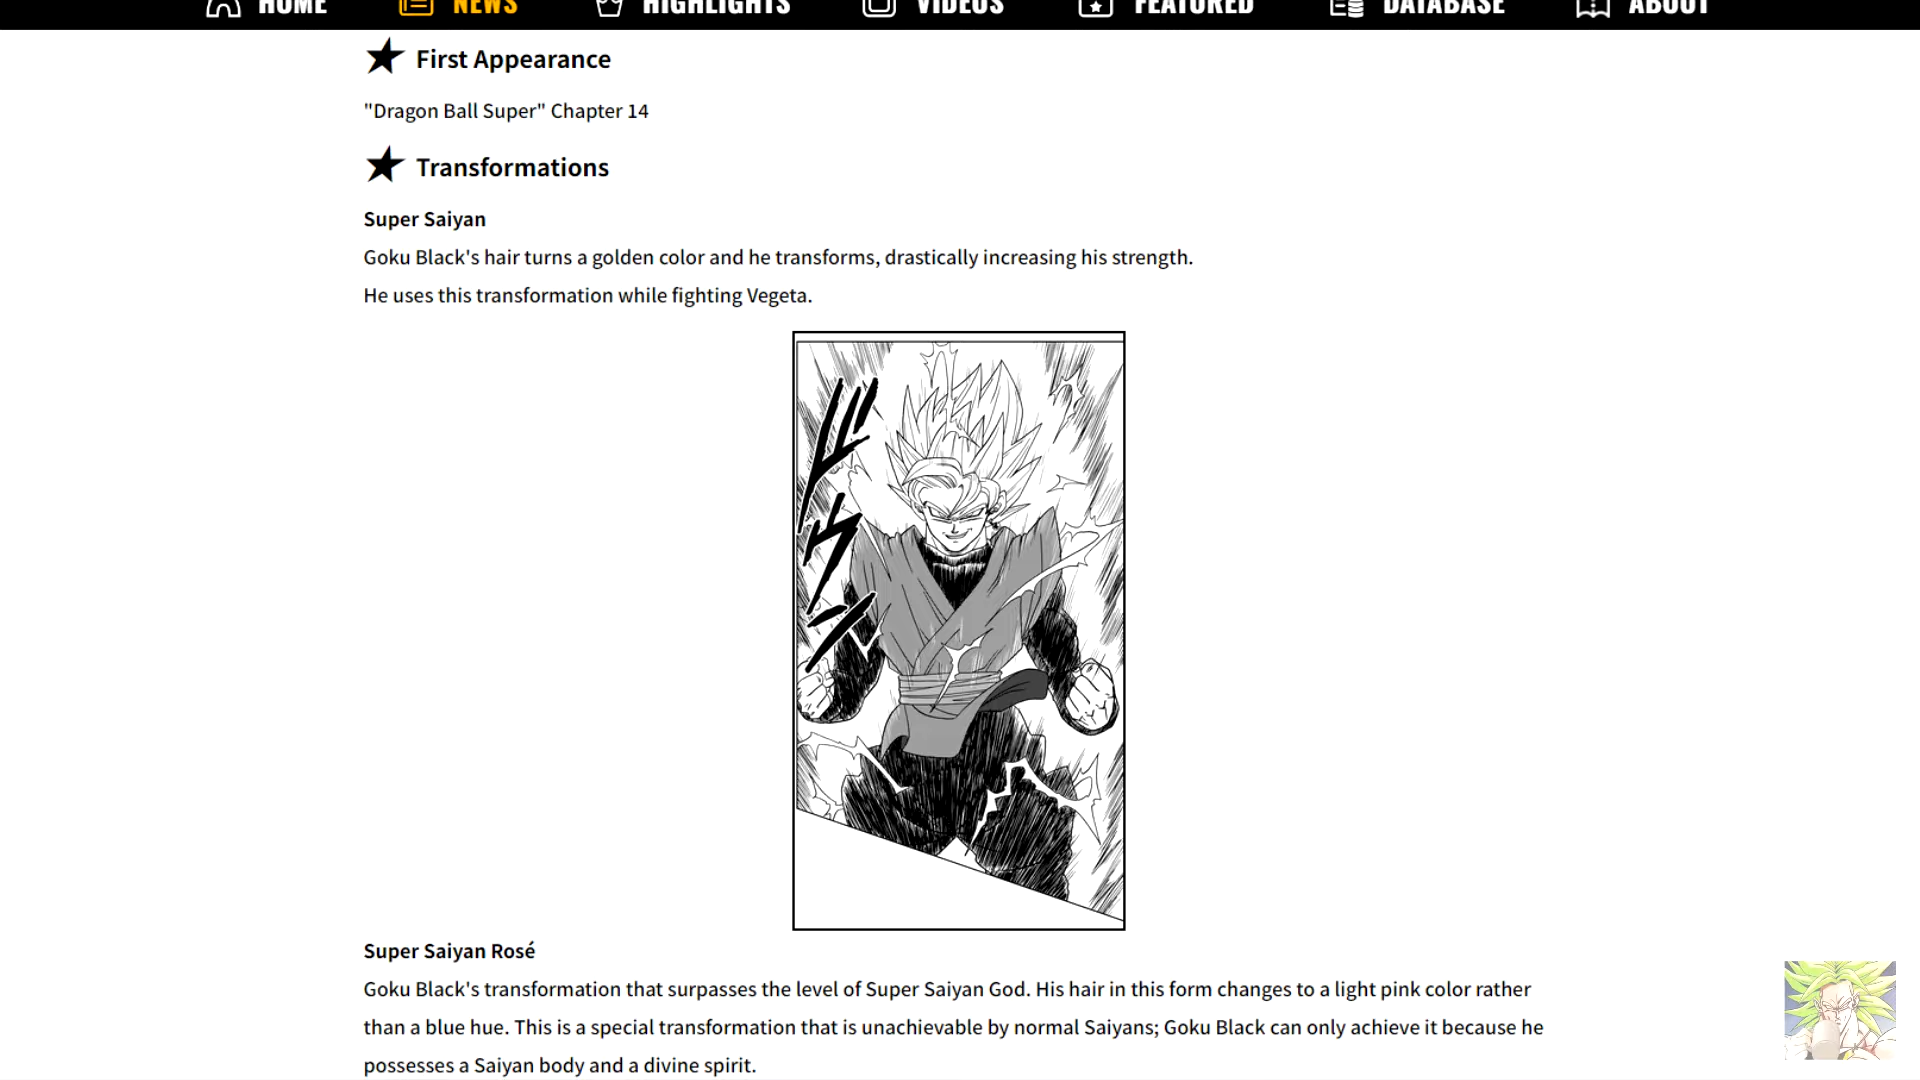 HOME NEWS HIGHLIGHTS VIDEOS FEATURED DATABASE ABOUT
First Appearance
"Dragon Ball Super" Chapter 14
Transformations
Super Saiyan
Goku Black's hair turns a golden color and he transforms, drastically increasing his strength.
He uses this transformation while fighting Vegeta.
Super Saiyan Rosé
Goku Black's transformation that surpasses the level of Super Saiyan God. His hair in this form changes to a light pink color rather
than a blue hue. This is a special transformation that is unachievable by normal Saiyans; Goku Black can only achieve it because he
possesses a Saiyan body and a divine spirit.